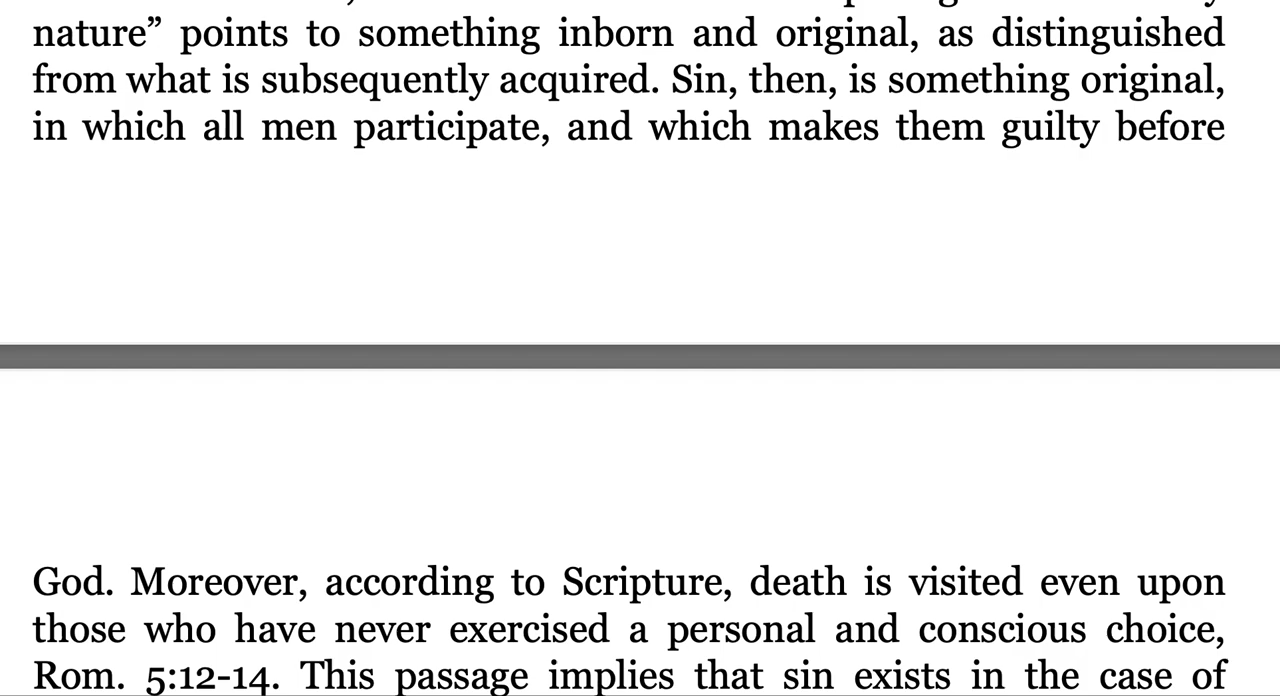 nature” points to something inborn and original, as distinguished
from what is subsequently acquired. Sin, then, is something original,
in which all men participate, and which makes them guilty before
God. Moreover, according to Scripture, death is visited even upon
those who have never exercised a personal and conscious choice,
Rom. 5:12-14. This passage implies that sin exists in the case of